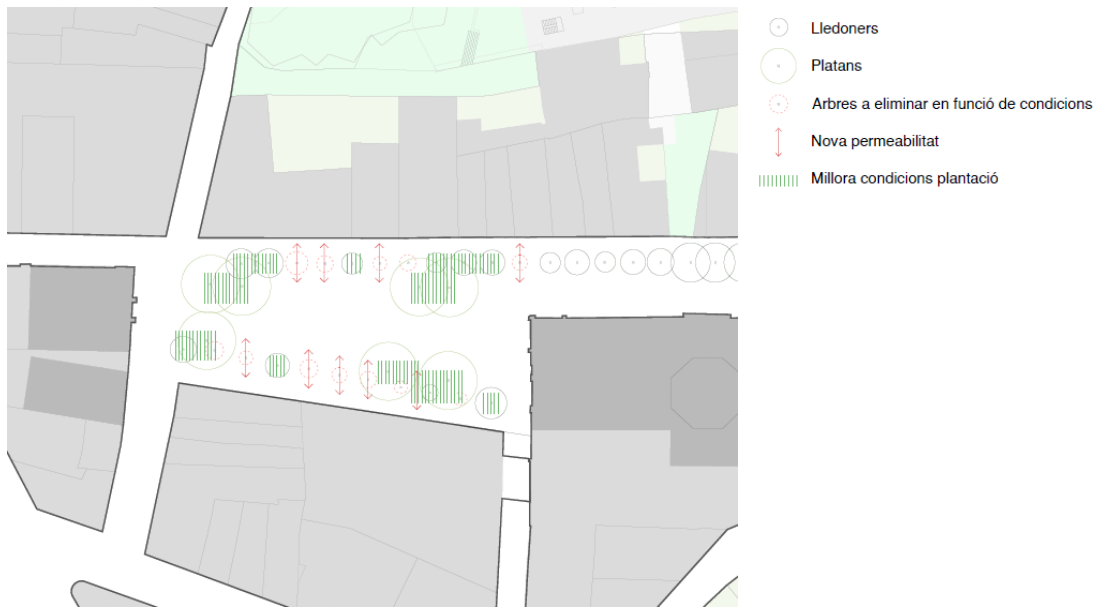 Lledoners
Platans
Arbres a eliminar en funció de condicions
Nova permeabilitat
Millora condicions plantació